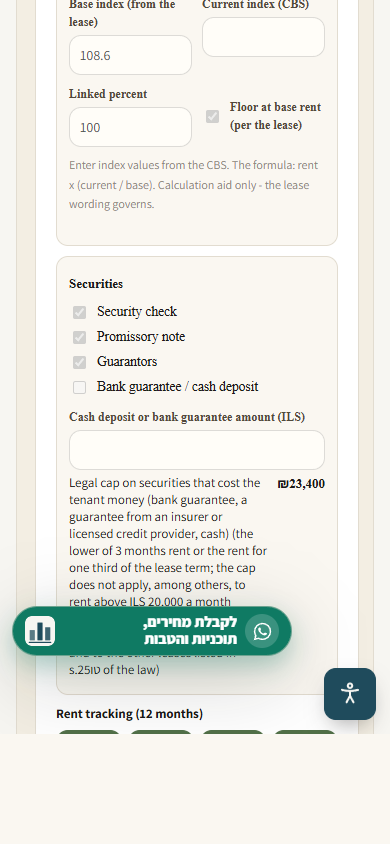 Base index (from the
lease)
Current index (CBS)
108.6
Linked percent
100
Floor at base rent
(per the lease)
Enter index values from the CBS. The formula: rent
x (current / base). Calculation aid only - the lease
wording governs.
Securities
Security check
Promissory note
Guarantors
Bank guarantee / cash deposit
Cash deposit or bank guarantee amount (ILS)
Legal cap on securities that cost the
tenant money (bank guarantee, a
guarantee from an insurer or
licensed credit provider, cash) (the
lower of 3 months rent or the rent for
one third of the lease term; the cap
does not apply, among others, to
rent above ILS 20,000 a month
₪23,400
לקבלת מחירים,
תוכניות והטבות
s.25יט of the law)
Rent tracking (12 months)